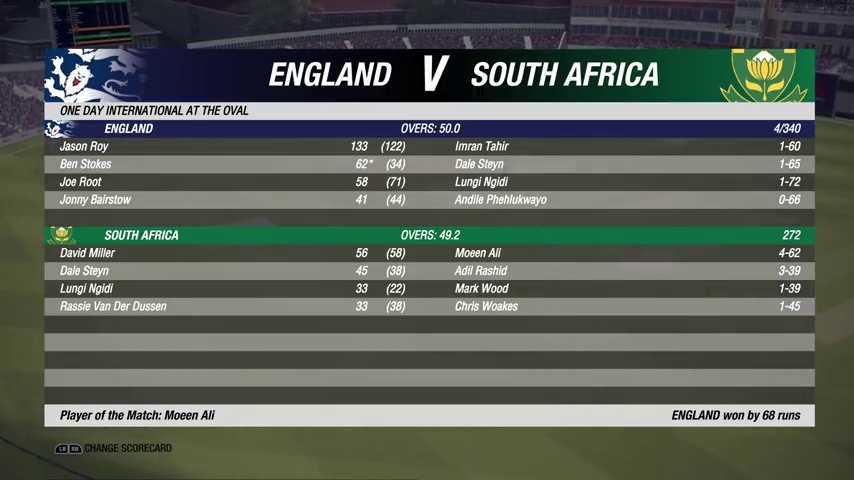 ENGLAND V SOUTH AFRICA
ONE DAY INTERNATIONAL AT THE OVAL
ENGLAND OVERS: 50.0 4/340
Jason Roy 133 (122) Imran Tahir 1-60
Ben Stokes 62* (34) Dale Steyn 1-65
Joe Root 58 (71) Lungi Ngidi 1-72
Jonny Bairstow 41 (44) Andile Phehlukwayo 0-66
SOUTH AFRICA OVERS: 49.2 272
David Miller 56 (58) Moeen Ali 4-62
Dale Steyn 45 (38) Adil Rashid 3-39
Lungi Ngidi 33 (22) Mark Wood 1-39
Rassie Van Der Dussen 33 (38) Chris Woakes 1-45
Player of the Match: Moeen Ali ENGLAND won by 68 runs
LB RB CHANGE SCORECARD